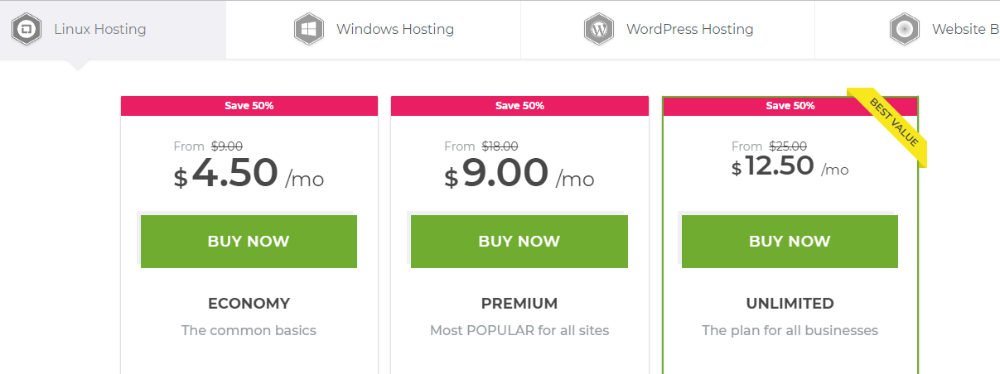 Linux Hosting
Windows Hosting
WordPress Hosting
Website B
Save 50%
From $9.00
$4.50 /mo
BUY NOW
ECONOMY
The common basics
Save 50%
From $18.00
$9.00 /mo
BUY NOW
PREMIUM
Most POPULAR for all sites
Save 50%
BEST VALUE
From $25.00
$12.50 /mo
BUY NOW
UNLIMITED
The plan for all businesses